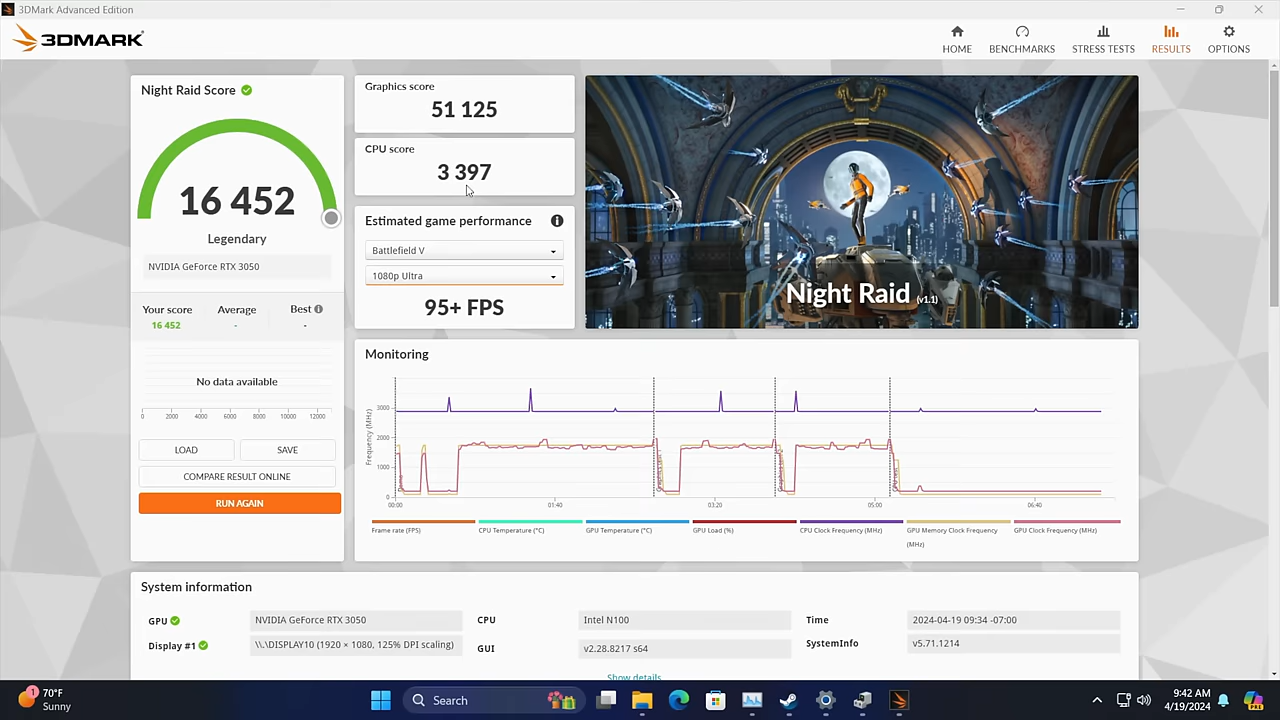 3DMark Advanced Edition
3DMARK
HOME
BENCHMARKS
STRESS TESTS
RESULTS
OPTIONS
Night Raid Score
16 452
Legendary
NVIDIA GeForce RTX 3050
Your score Average Best
16 452 - -
No data available
0 2000 4000 6000 8000 10000 12000
LOAD SAVE
COMPARE RESULT ONLINE
RUN AGAIN
Graphics score
51 125
CPU score
3 397
Estimated game performance
Battlefield V
1080p Ultra
95+ FPS
Night Raid (v1.1)
Monitoring
Frequency (MHz)
3000
2000
1000
0
00:00 01:40 03:20 05:00 06:40
Frame rate (FPS) CPU Temperature (°C) GPU Temperature (°C) GPU Load (%) CPU Clock Frequency (MHz) GPU Memory Clock Frequency (MHz) GPU Clock Frequency (MHz)
System information
GPU NVIDIA GeForce RTX 3050 CPU Intel N100 Time 2024-04-19 09:34 -07:00
Display #1 \\.\DISPLAY10 (1920 × 1080, 125% DPI scaling) GUI v2.28.8217 s64 SystemInfo v5.71.1214
Show details
1
70°F
Sunny
Search
9:42 AM
4/19/2024
PRE